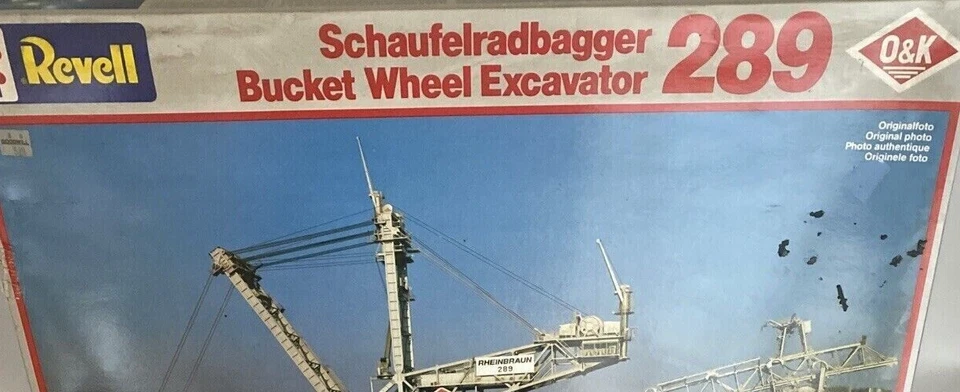 Revell
Schaufelradbagger
Bucket Wheel Excavator
289
O&K
Originalfoto
Original photo
Photo authentique
Originele foto
RHEINBRAUN
289